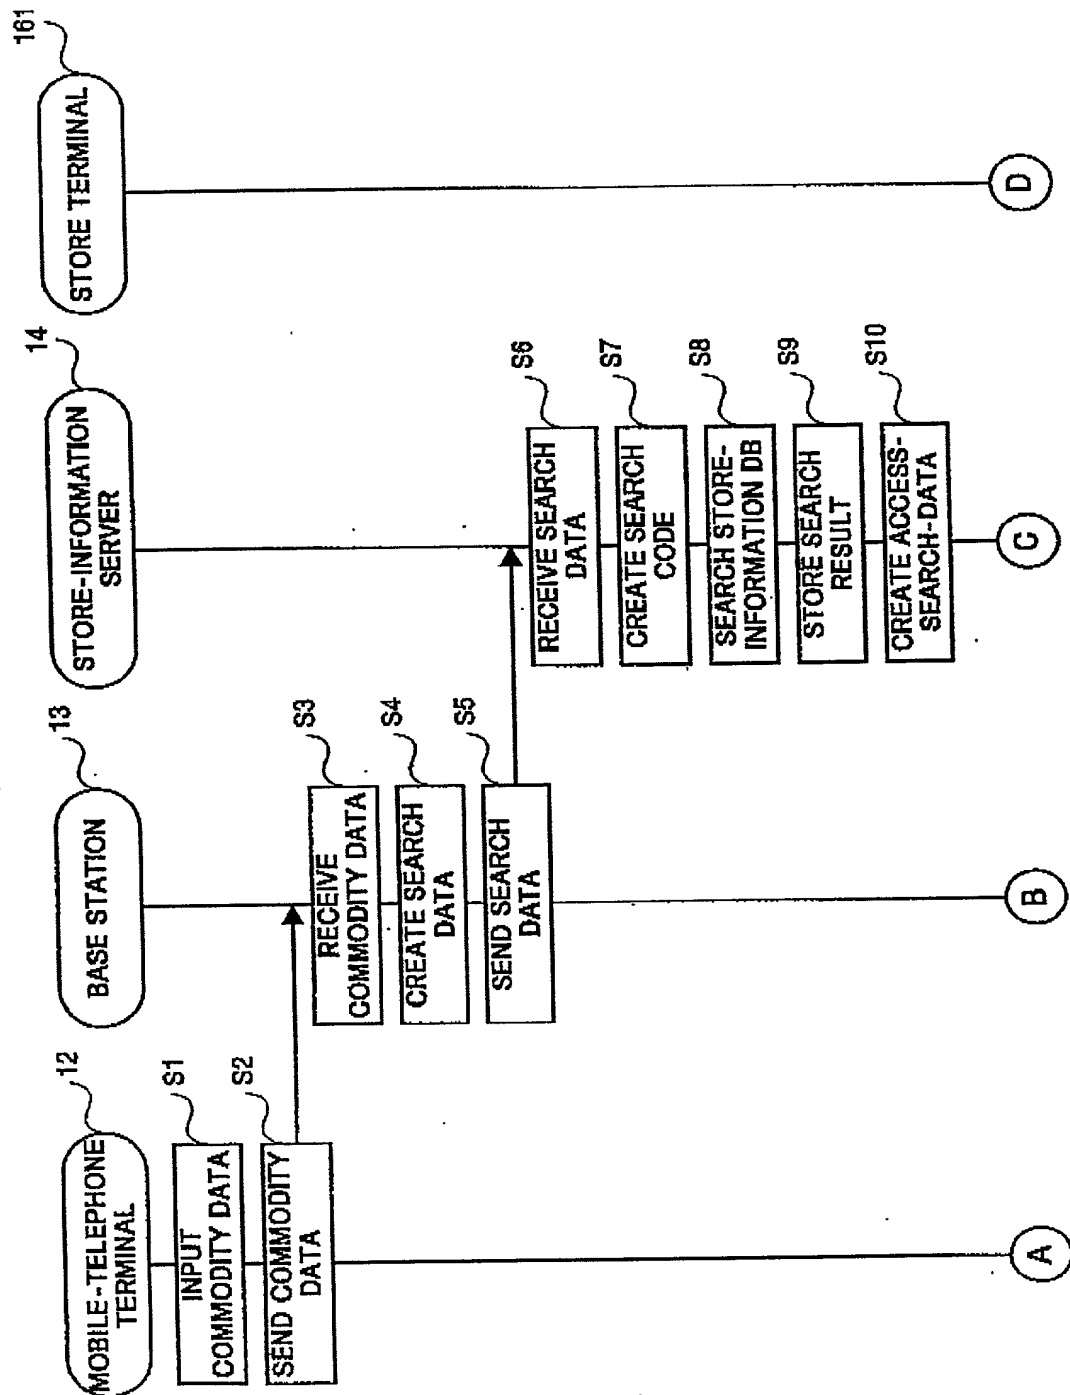 12
MOBILE-TELEPHONE
TERMINAL
S1
INPUT
COMMODITY DATA
S2
SEND COMMODITY
DATA
A
13
BASE STATION
S3
RECEIVE
COMMODITY DATA
S4
CREATE SEARCH
DATA
S5
SEND SEARCH
DATA
B
14
STORE-INFORMATION
SERVER
S6
RECEIVE SEARCH
DATA
S7
CREATE SEARCH
CODE
S8
SEARCH STORE-
INFORMATION DB
S9
STORE SEARCH
RESULT
S10
CREATE ACCESS-
SEARCH-DATA
C
161
STORE TERMINAL
D